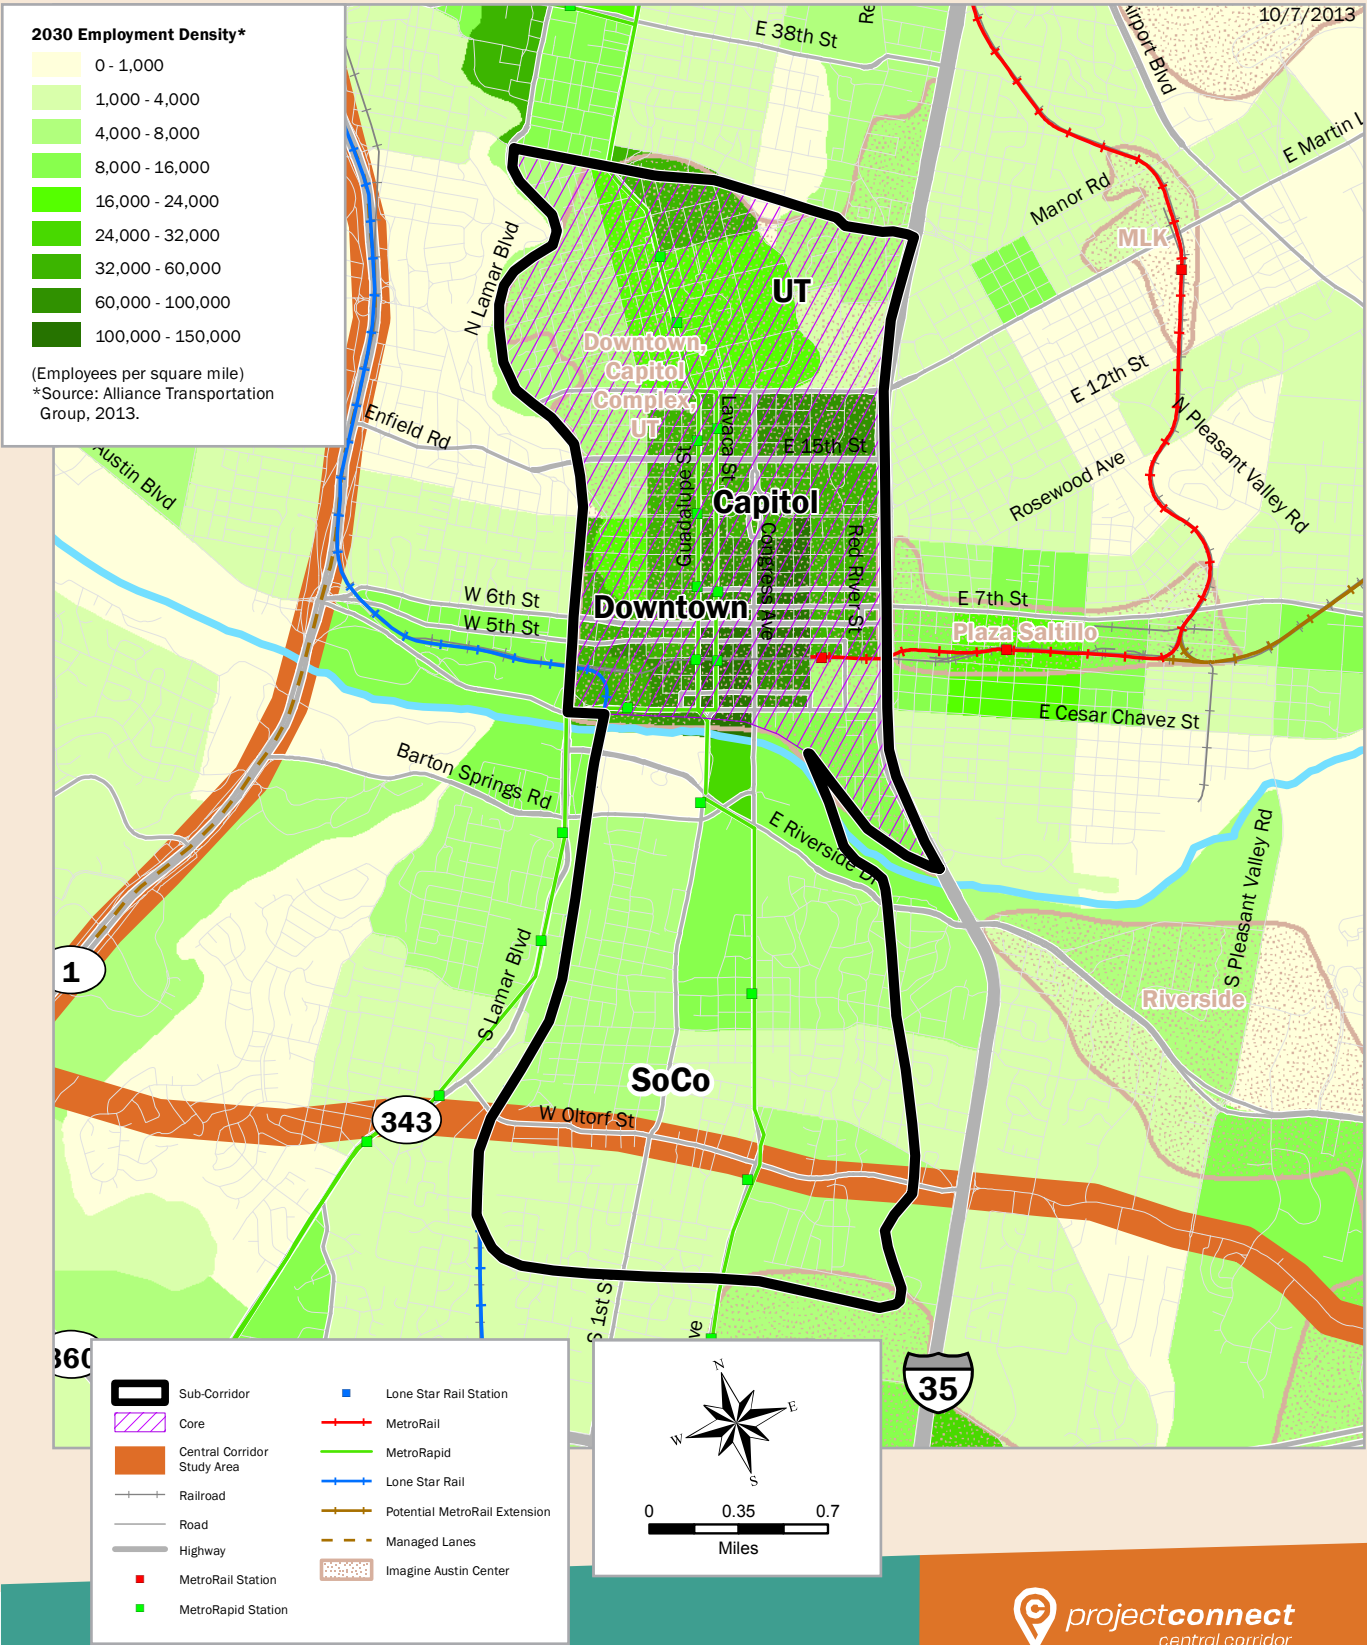 10/7/2013
2030 Employment Density*
0 - 1,000
1,000 - 4,000
4,000 - 8,000
8,000 - 16,000
16,000 - 24,000
24,000 - 32,000
32,000 - 60,000
60,000 - 100,000
100,000 - 150,000
(Employees per square mile)
*Source: Alliance Transportation
Group, 2013.
E 38th St
Re
Airport Blvd
E Martin L
Manor Rd
MLK
N Lamar Blvd
UT
Downtown,
Capitol
Complex,
UT
E 12th St
N Pleasant Valley Rd
Enfield Rd
Lavaca St
E 15th St
Austin Blvd
Guadalupe St
Rosewood Ave
Capitol
Congress Ave
Red River St
W 6th St
Downtown
E 7th St
W 5th St
Plaza Saltillo
E Cesar Chavez St
Barton Springs Rd
E Riverside Dr
S Pleasant Valley Rd
1
S Lamar Blvd
Riverside
SoCo
343
W Oltorf St
S 1st S
ve
360
35
Sub-Corridor
Core
Central Corridor
Study Area
Railroad
Road
Highway
MetroRail Station
MetroRapid Station
Lone Star Rail Station
MetroRail
MetroRapid
Lone Star Rail
Potential MetroRail Extension
Managed Lanes
Imagine Austin Center
N
E
W
S
0 0.35 0.7
Miles
projectconnect
central corridor